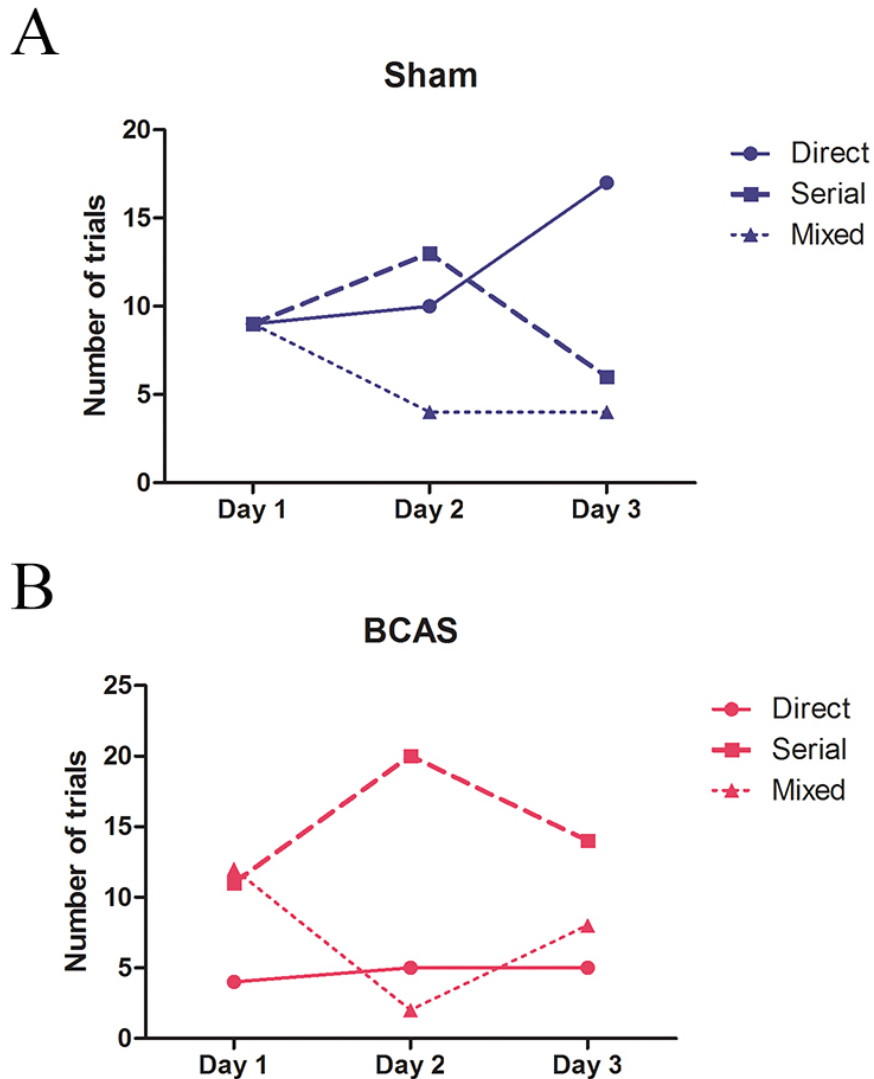 A
Sham
20
15
10
5
0
Number of trials
Day 1 Day 2 Day 3
Direct
Serial
Mixed
B
BCAS
25
20
15
10
5
0
Number of trials
Day 1 Day 2 Day 3
Direct
Serial
Mixed